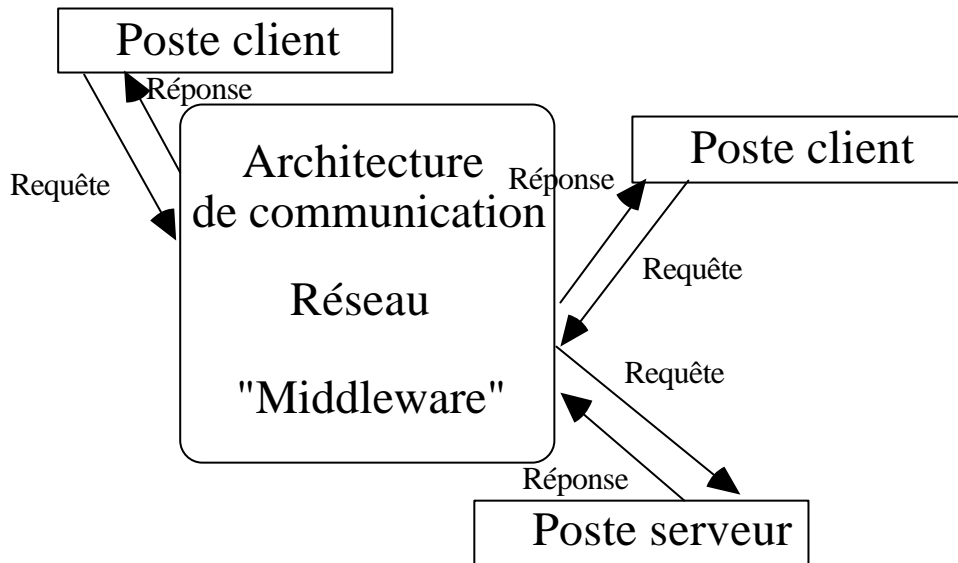 Poste client
Réponse
Requête
Architecture
de communication
Réseau
"Middleware"
Poste client
Réponse
Requête
Requête
Réponse
Poste serveur